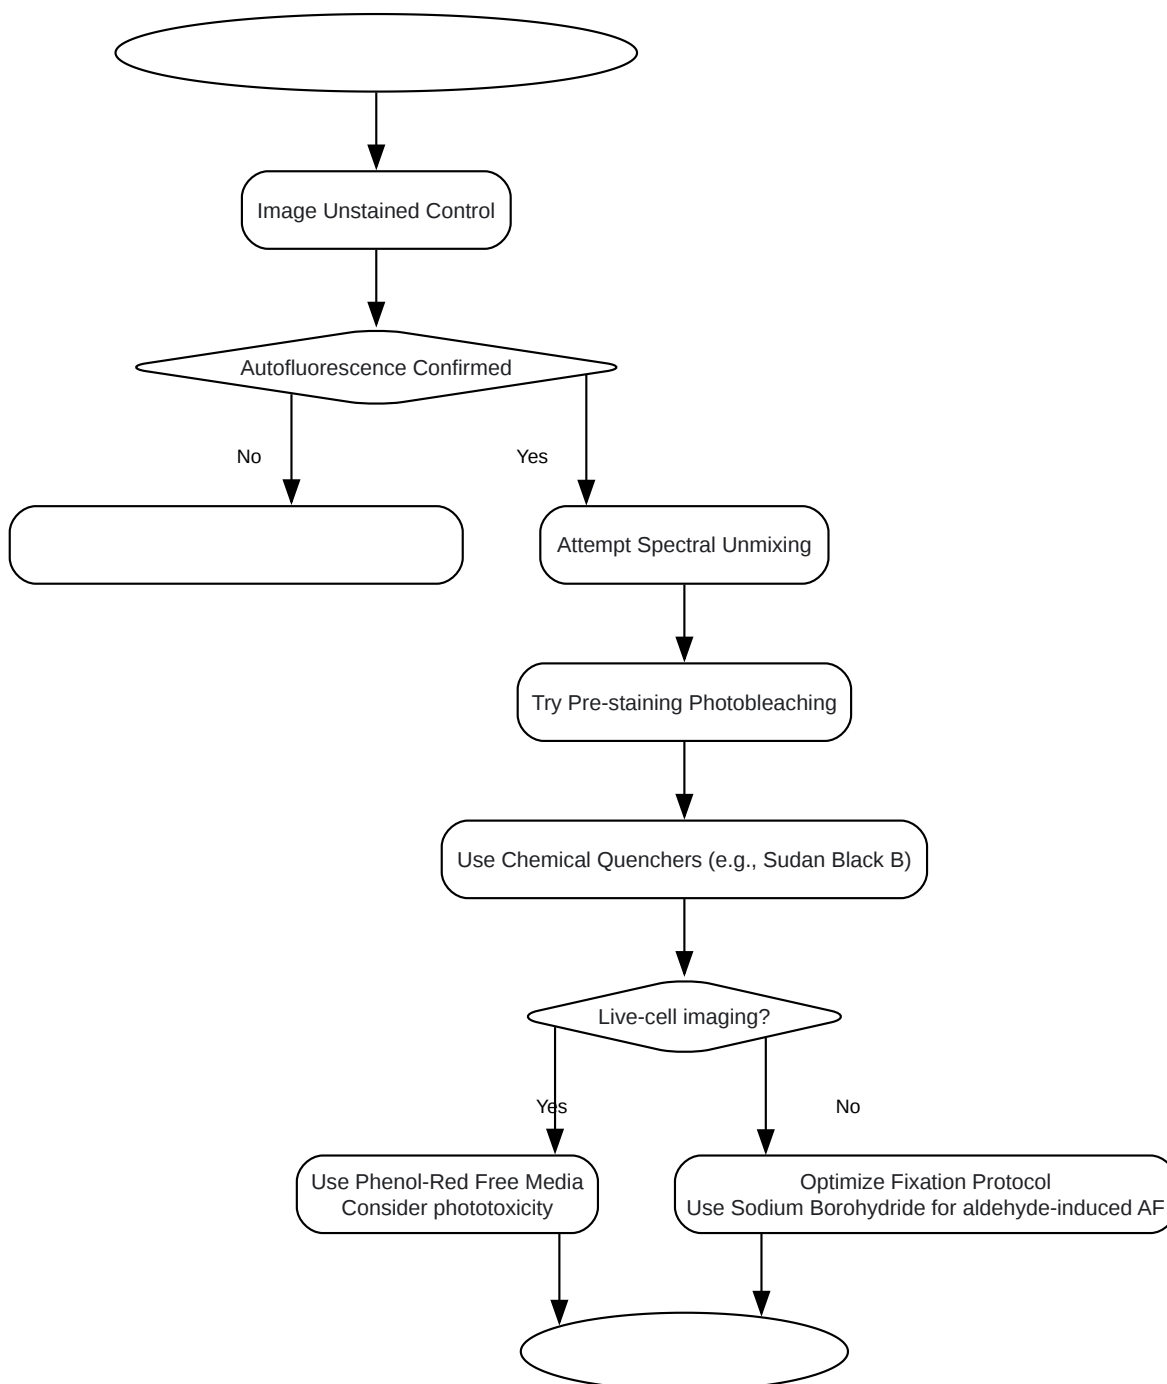 Image Unstained Control
Autofluorescence Confirmed
No
Yes
Attempt Spectral Unmixing
Try Pre-staining Photobleaching
Use Chemical Quenchers (e.g., Sudan Black B)
Live-cell imaging?
Yes
No
Use Phenol-Red Free Media
Consider phototoxicity
Optimize Fixation Protocol
Use Sodium Borohydride for aldehyde-induced AF